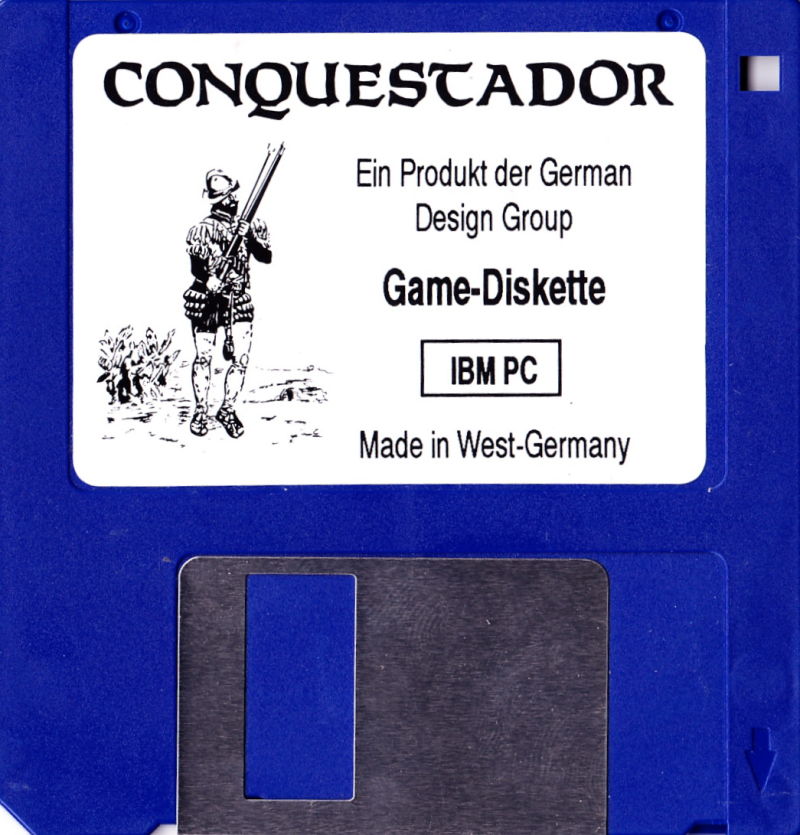 CONQUESTADOR
Ein Produkt der German
Design Group
Game-Diskette
IBM PC
Made in West-Germany